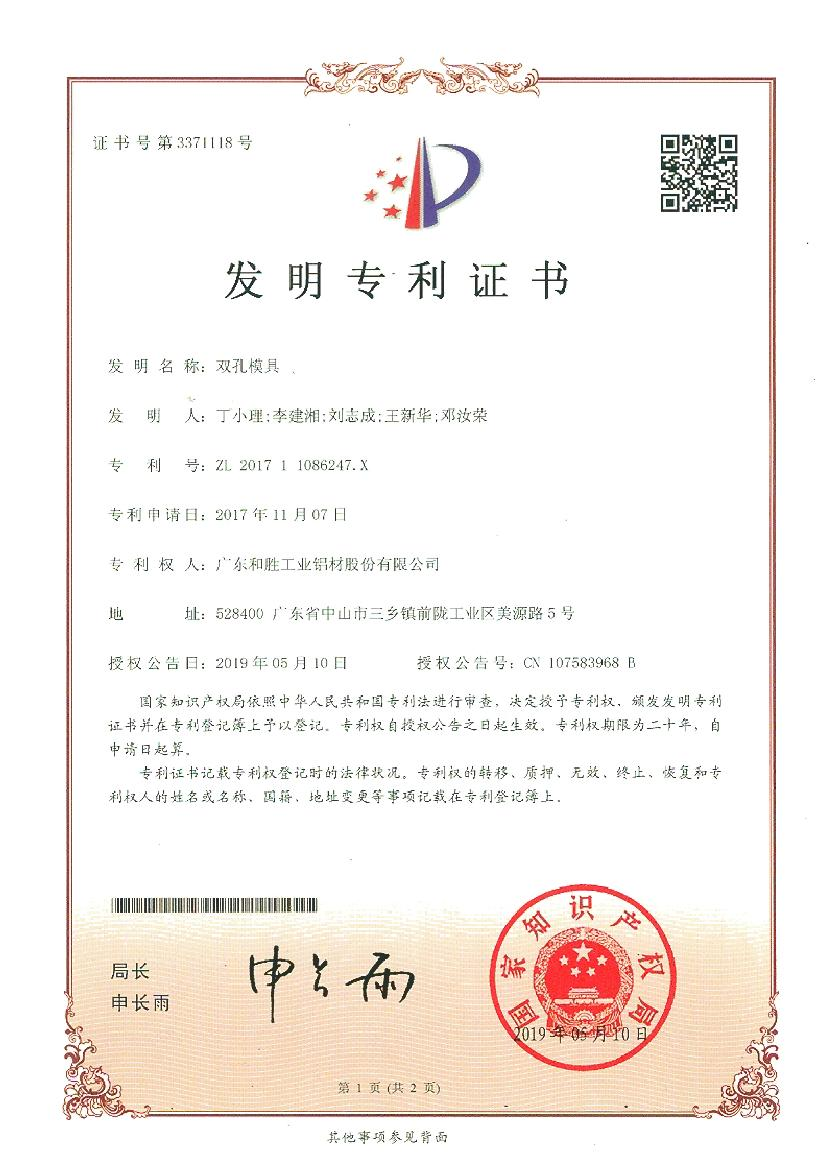 证书号第3371118号
发明专利证书
发明名称：双孔模具
发明人：丁小理;李建湘;刘志成;王新华;邓汝荣
专利号：ZL 2017 1 1086247.X
专利申请日：2017年11月07日
专利权人：广东和胜工业铝材股份有限公司
地址：528400 广东省中山市三乡镇前陇工业区美源路5号
授权公告日：2019年05月10日 授权公告号：CN 107583968 B
国家知识产权局依照中华人民共和国专利法进行审查，决定授予专利权，颁发发明专利
证书并在专利登记簿上予以登记。专利权自授权公告之日起生效。专利权期限为二十年，自
申请日起算。
专利证书记载专利权登记时的法律状况。专利权的转移、质押、无效、终止、恢复和专
利权人的姓名或名称、国籍、地址变更等事项记载在专利登记簿上。
局长
申长雨
申长雨
国家知识产权局
2019年05月10日
第 1 页 (共 2 页)
其他事项参见背面